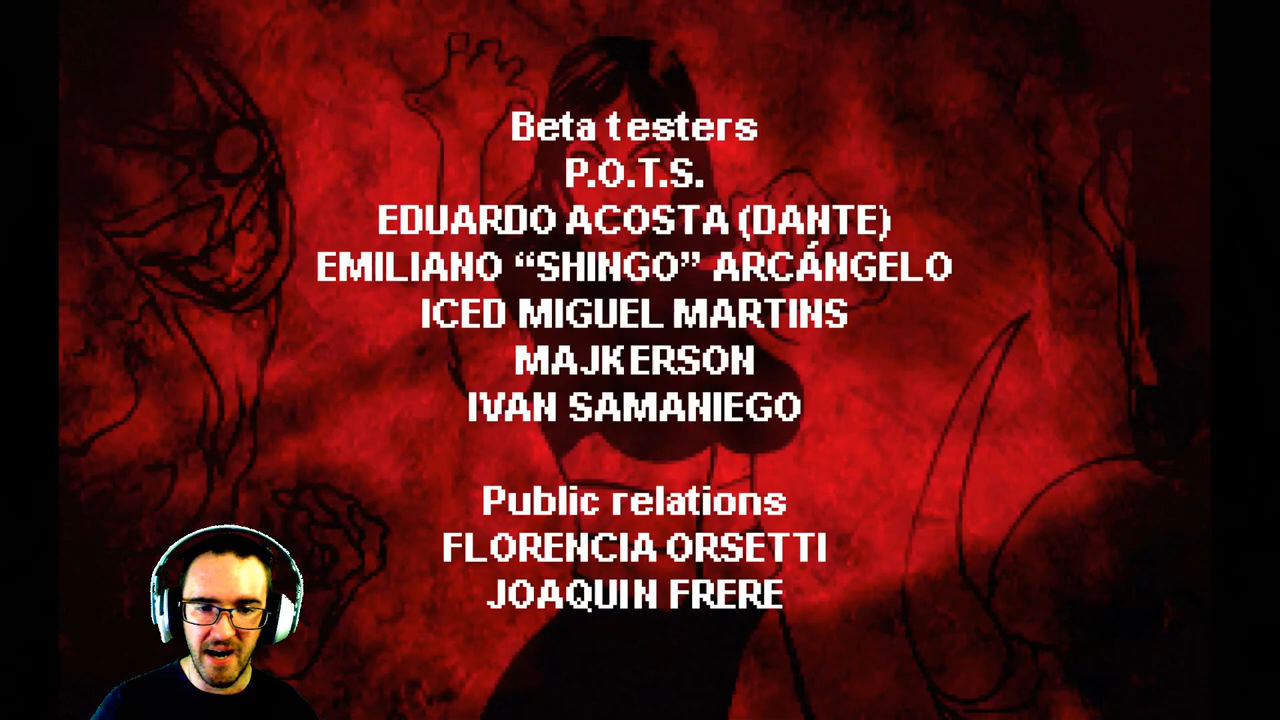 Beta testers
P.O.T.S.
EDUARDO ACOSTA (DANTE)
EMILIANO “SHINGO” ARCÁNGELO
ICED MIGUEL MARTINS
MAJKERSON
IVAN SAMANIEGO
Public relations
FLORENCIA ORSETTI
JOAQUIN FRERE